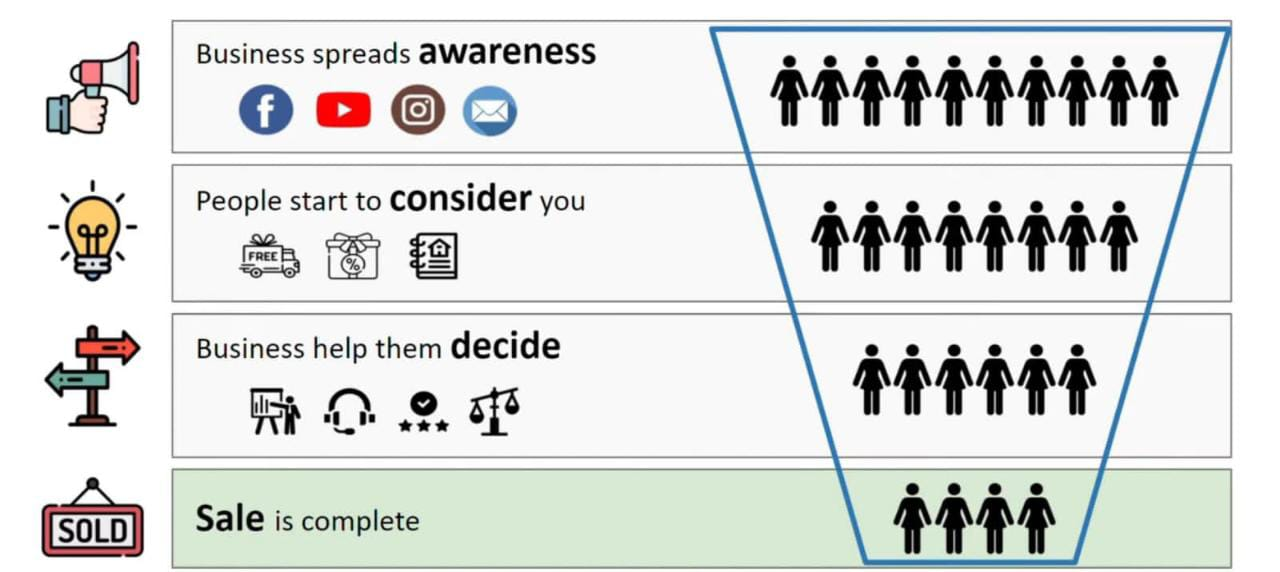 Business spreads awareness
f
People start to consider you
FREE
%
Business help them decide
SOLD
Sale is complete